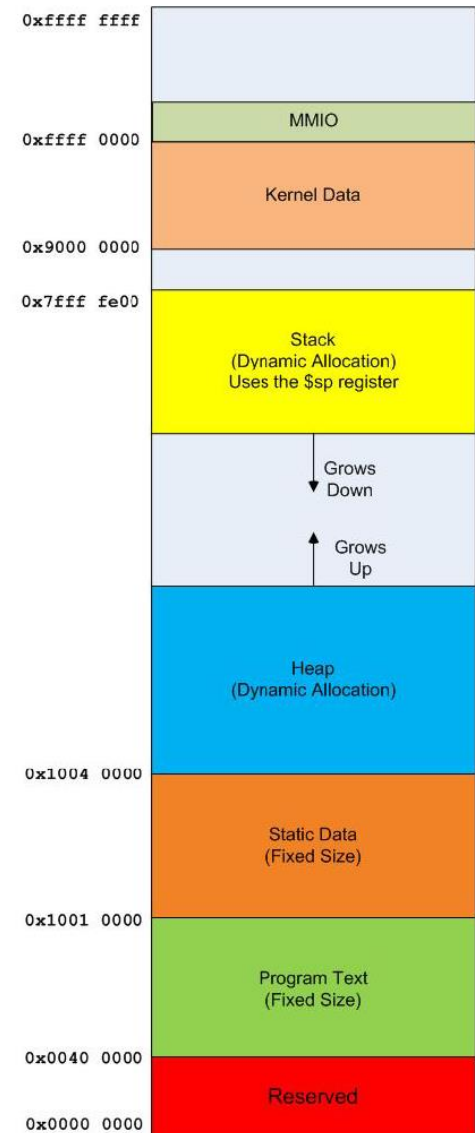 0xffff ffff
MMIO
0xffff 0000
Kernel Data
0x9000 0000
0x7fff fe00
Stack
(Dynamic Allocation)
Uses the $sp register
Grows
Down
Grows
Up
Heap
(Dynamic Allocation)
0x1004 0000
Static Data
(Fixed Size)
0x1001 0000
Program Text
(Fixed Size)
0x0040 0000
Reserved
0x0000 0000